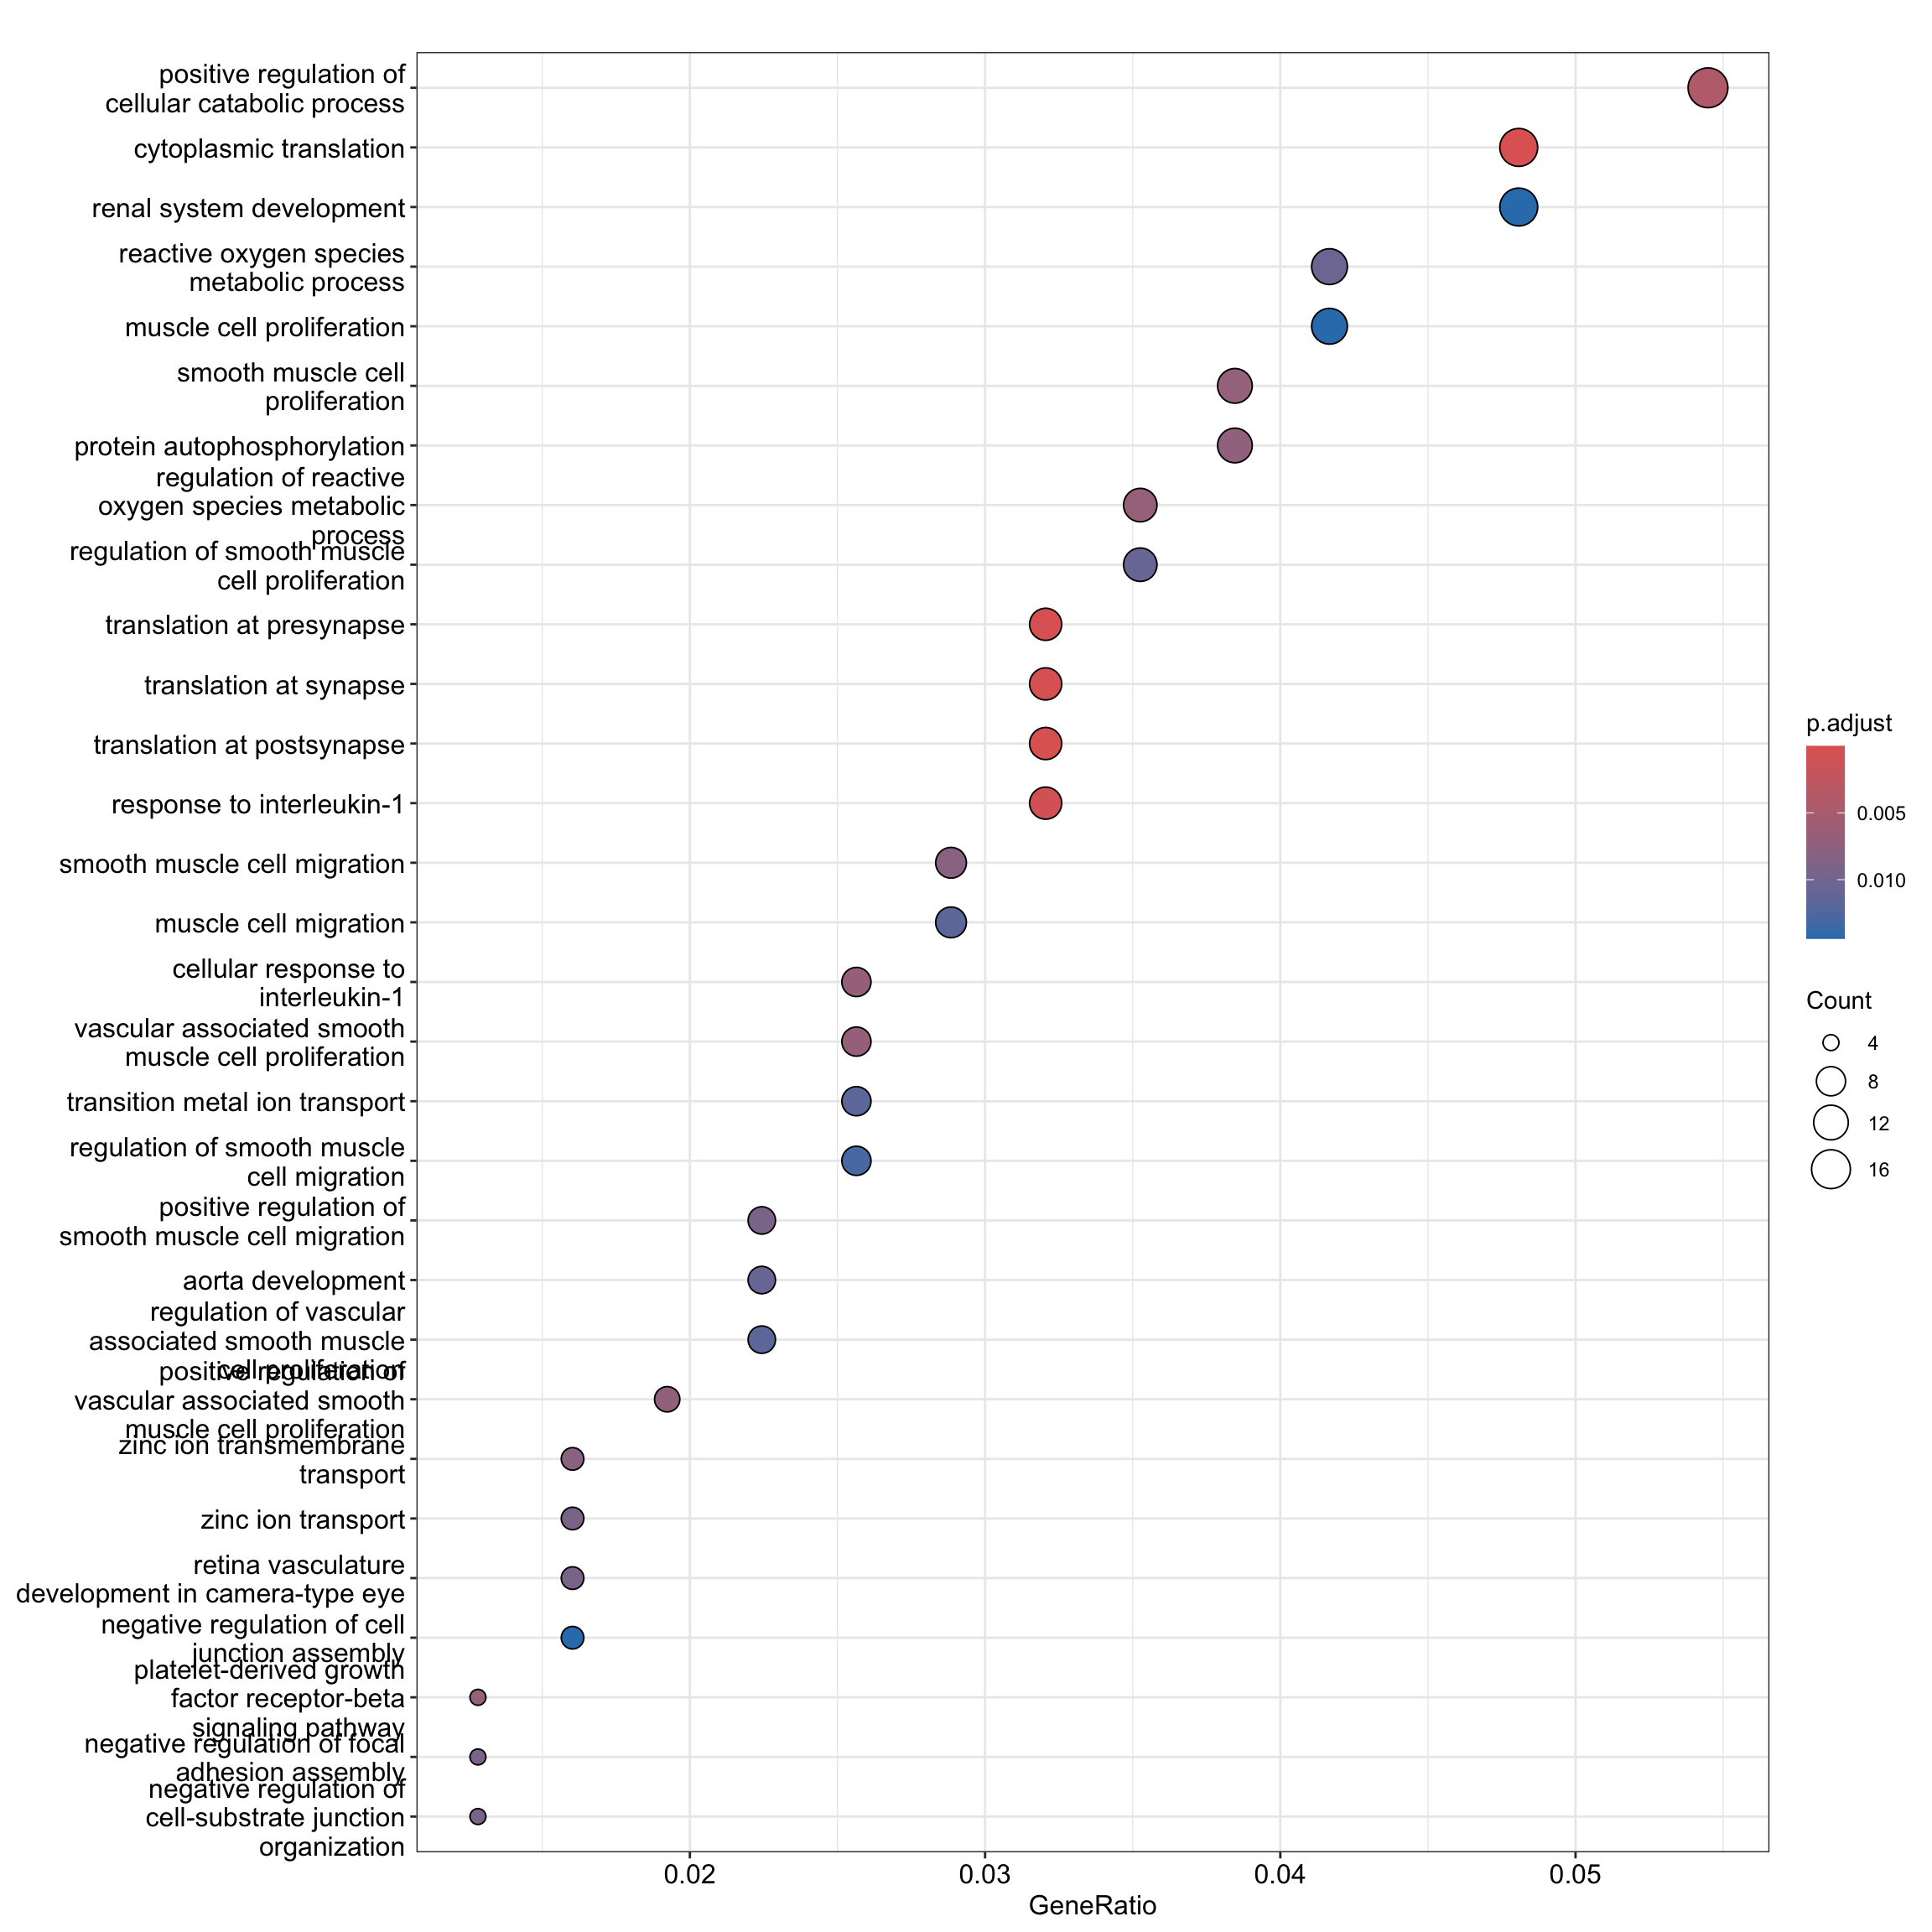 positive regulation of
cellular catabolic process
cytoplasmic translation
renal system development
reactive oxygen species
metabolic process
muscle cell proliferation
smooth muscle cell
proliferation
protein autophosphorylation
regulation of reactive
oxygen species metabolic
process
regulation of smooth muscle
cell proliferation
translation at presynapse
translation at synapse
translation at postsynapse
response to interleukin-1
smooth muscle cell migration
muscle cell migration
cellular response to
interleukin-1
vascular associated smooth
muscle cell proliferation
transition metal ion transport
regulation of smooth muscle
cell migration
positive regulation of
smooth muscle cell migration
aorta development
regulation of vascular
associated smooth muscle
cell proliferation
positive regulation of
vascular associated smooth
muscle cell proliferation
zinc ion transmembrane
transport
zinc ion transport
retina vasculature
development in camera-type eye
negative regulation of cell
junction assembly
platelet-derived growth
factor receptor-beta
signaling pathway
negative regulation of focal
adhesion assembly
negative regulation of
cell-substrate junction
organization
0.02
0.03
0.04
0.05
GeneRatio
p.adjust
0.005
0.010
Count
4
8
12
16